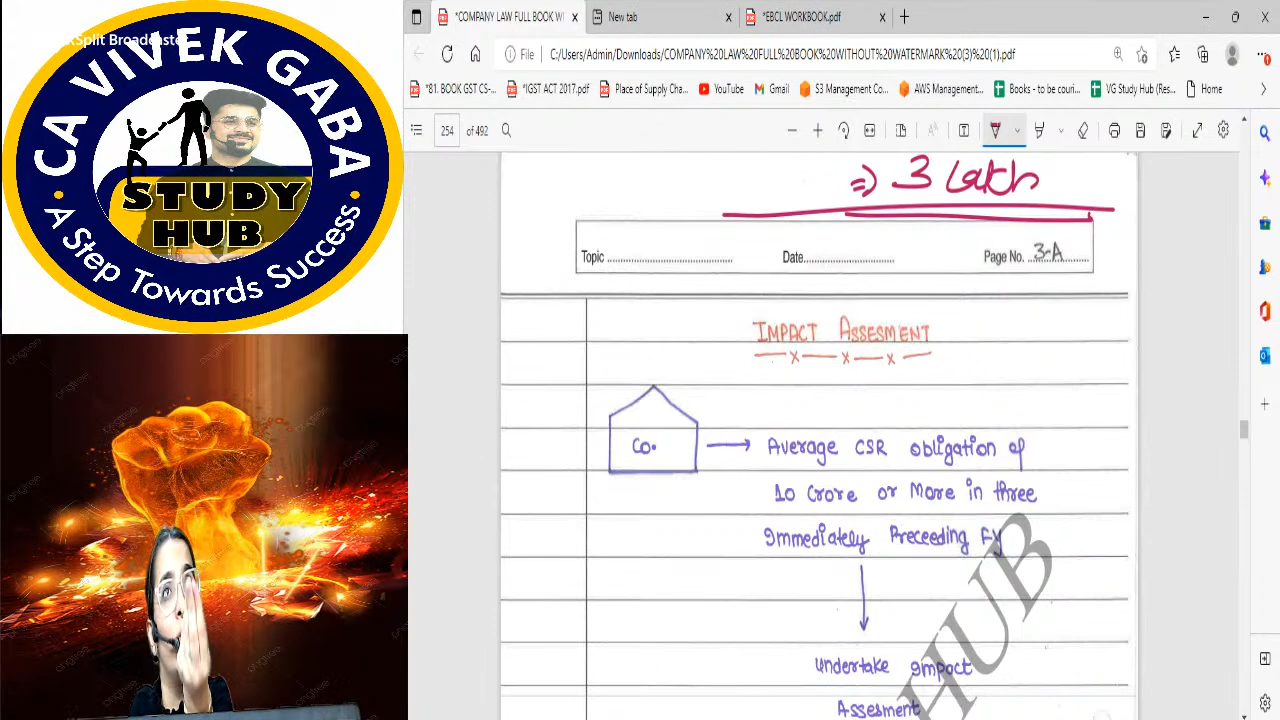 CA VIVEK GABA
STUDY
HUB
· A Step Towards Success ·
*COMPANY LAW FULL BOOK
New tab
*EBCL WORKBOOK.pdf
File
C:/Users/Admin/Downloads/COMPANY%20LAW%20FULL%20BOOK%20WITHOUT%20WATERMARK%20(3)%20(1).pdf
*81. BOOK GST CS-...
*IGST ACT 2017.pdf
Place of Supply Che...
YouTube
Gmail
S3 Management Co...
AWS Management...
Books - to be couri...
VC Study Hub (Res...
Home
254 of 492
=> 3 Lakh
Topic
Date
Page No. 3-A
IMPACT ASSESMENT
Co.
Average CSR obligation of
10 Crore or More in three
Immediately Preceeding FY
Undertake Impact
Assesment
HUB